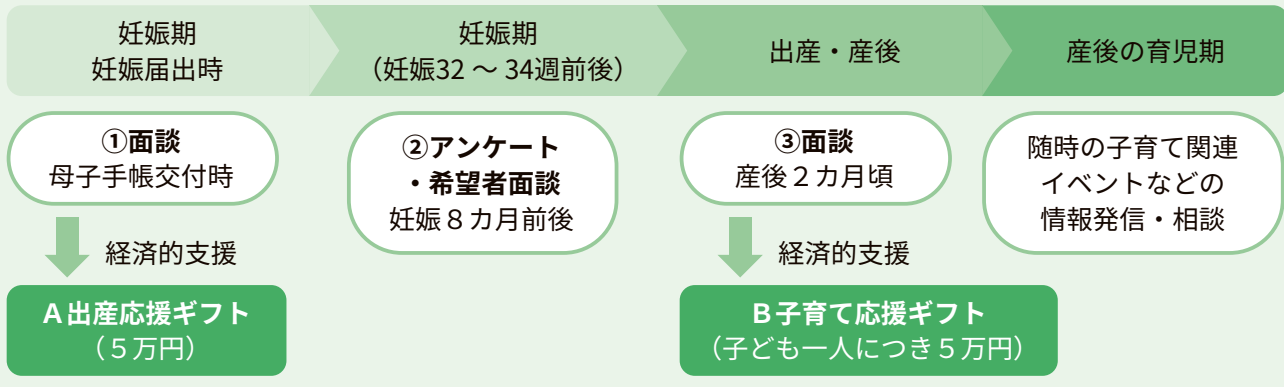 妊娠期
妊娠届出時
妊娠期
（妊娠32 〜 34週前後）
出産・産後
産後の育児期
①面談
母子手帳交付時
②アンケート
・希望者面談
妊娠８カ月前後
③面談
産後２カ月頃
随時の子育て関連
イベントなどの
情報発信・相談
経済的支援
経済的支援
Ａ出産応援ギフト
（５万円）
Ｂ子育て応援ギフト
（子ども一人につき５万円）